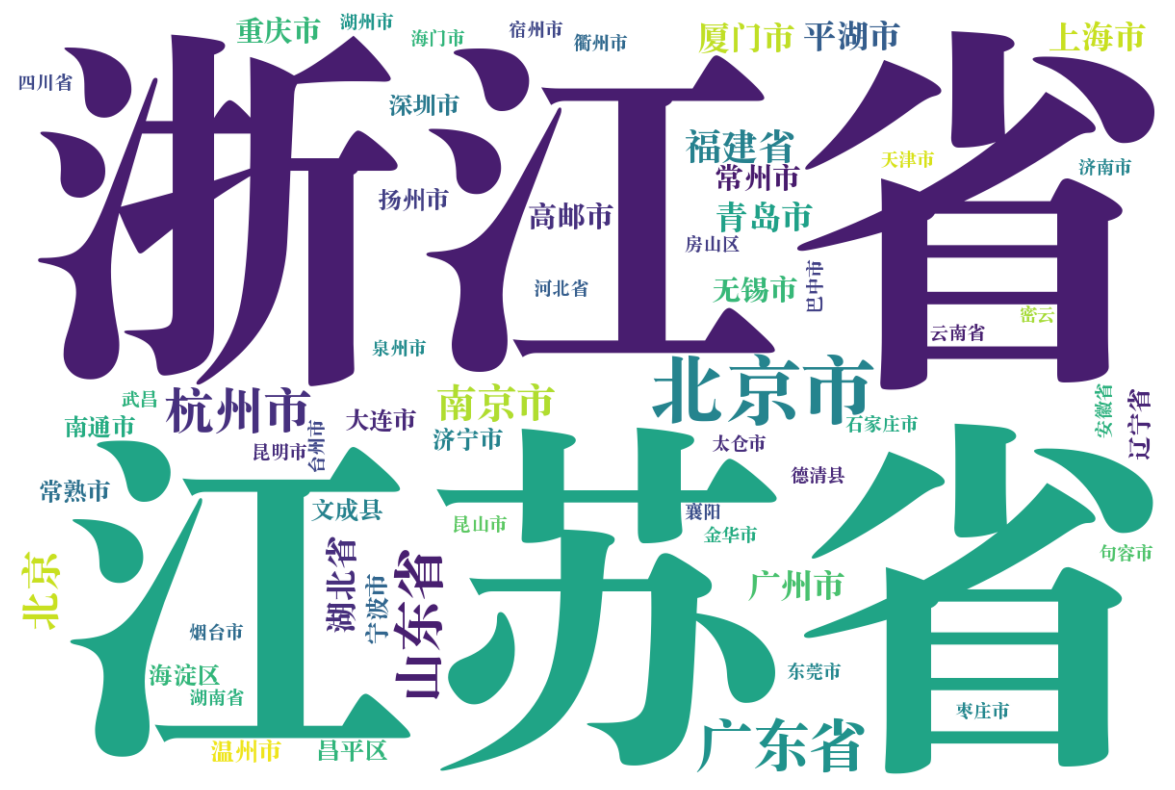 重庆市
湖州市
海门市
宿州市
衢州市
厦门市
平湖市
上海市
四川省
浙江省
深圳市
福建省
天津市
济南市
常州市
扬州市
高邮市
青岛市
房山区
河北省
无锡市
巴中市
密云
云南省
泉州市
武昌
杭州市
大连市
南京市
北京市
石家庄市
安徽省
辽宁省
南通市
昆明市
台州市
济宁市
太仓市
江苏省
常熟市
文成县
昆山市
襄阳
金华市
德清县
句容市
北京
湖北省
宁波市
山东省
广州市
烟台市
海淀区
湖南省
东莞市
枣庄市
温州市
昌平区
广东省